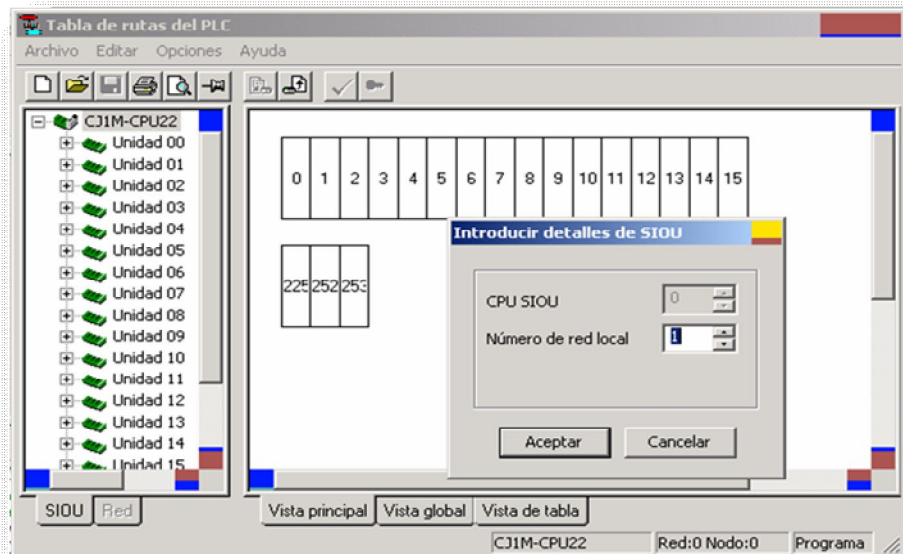 Tabla de rutas del PLC
Archivo Editar Opciones Ayuda
CJ1M-CPU22
Unidad 00
Unidad 01
Unidad 02
Unidad 03
Unidad 04
Unidad 05
Unidad 06
Unidad 07
Unidad 08
Unidad 09
Unidad 10
Unidad 11
Unidad 12
Unidad 13
Unidad 14
Unidad 15
0 1 2 3 4 5 6 7 8 9 10 11 12 13 14 15
225 252 253
Introducir detalles de SIOU
CPU SIOU 0
Número de red local 1
Aceptar Cancelar
SIOU Red
Vista principal Vista global Vista de tabla
CJ1M-CPU22 Red:0 Nodo:0 Programa